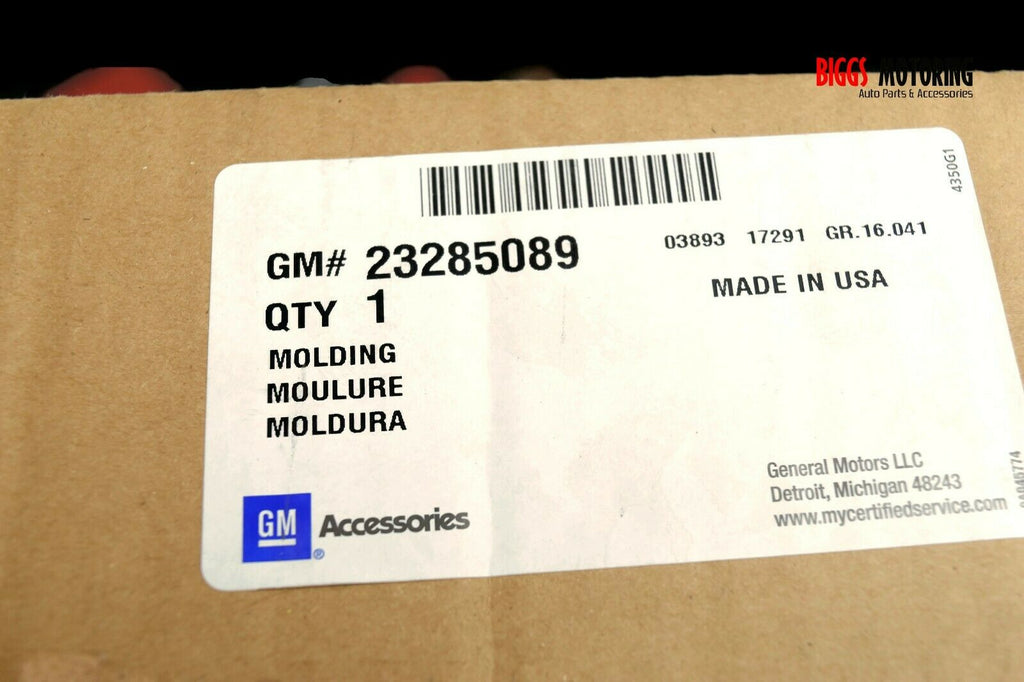 BIGGS MOTORING
Auto Parts & Accessories
4350G1
GM# 23285089
03893 17291 GR.16.041
QTY 1
MADE IN USA
MOLDING
MOULURE
MOLDURA
General Motors LLC
Detroit, Michigan 48243
www.mycertifiedservice.com
GM
® Accessories